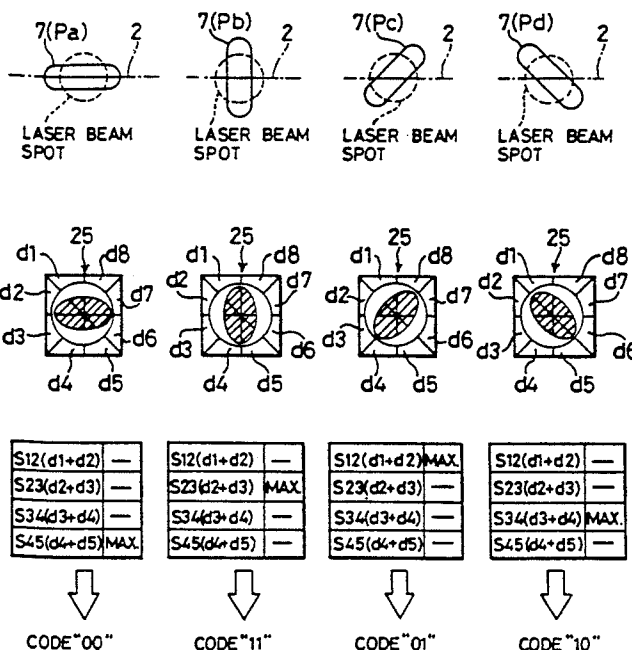 7(Pa) 2 7(Pb) 2 7(Pc) 2 7(Pd) 2
LASER BEAM SPOT
LASER BEAM SPOT
LASER BEAM SPOT
LASER BEAM SPOT
25 25 25 25
d1 d8 d1 d8 d1 d8 d1 d8
d2 d7 d2 d7 d2 d7 d2 d7
d3 d6 d3 d6 d3 d6 d3 d6
d4 d5 d4 d5 d4 d5 d4 d5
S12(d1+d2) —
S23(d2+d3) —
S34(d3+d4) —
S45(d4+d5) MAX.
S12(d1+d2) —
S23(d2+d3) MAX.
S34(d3+d4) —
S45(d4+d5) —
S12(d1+d2) MAX.
S23(d2+d3) —
S34(d3+d4) —
S45(d4+d5) —
S12(d1+d2) —
S23(d2+d3) —
S34(d3+d4) MAX.
S45(d4+d5) —
CODE"00" CODE"11" CODE"01" CODE"10"